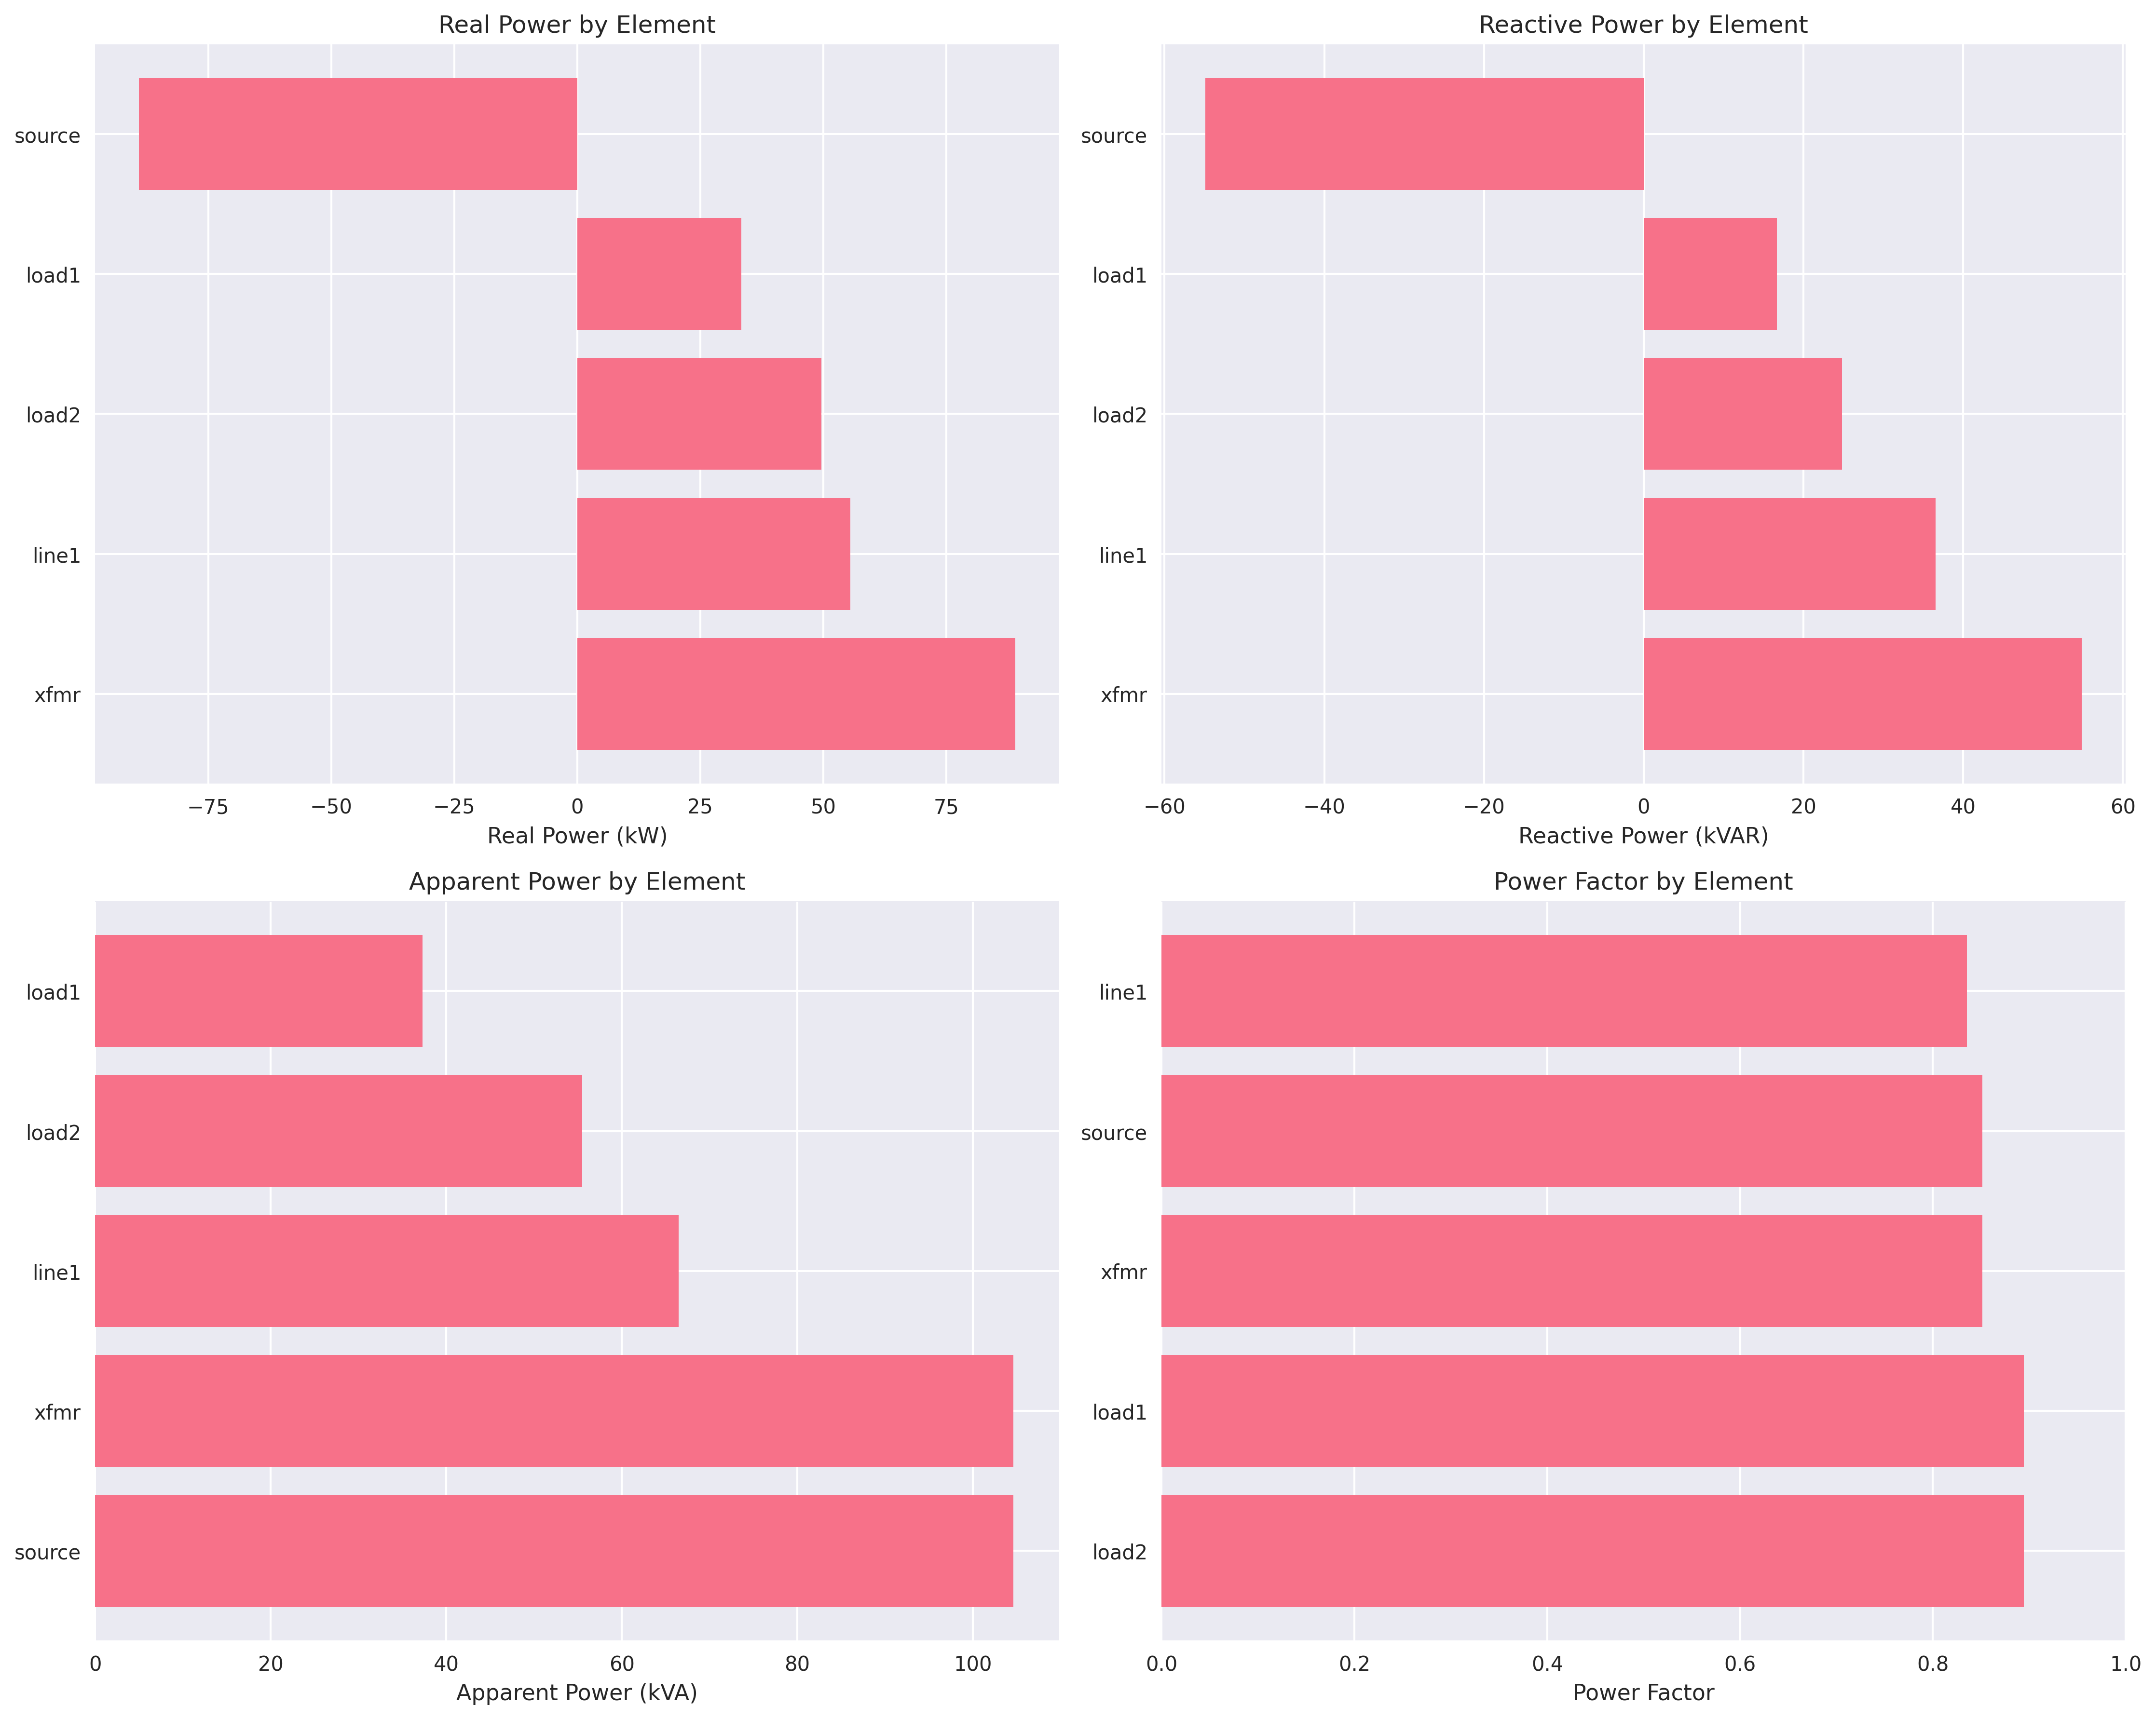 Real Power by Element
source
load1
load2
line1
xfmr
−75 −50 −25 0 25 50 75
Real Power (kW)
Reactive Power by Element
source
load1
load2
line1
xfmr
−60 −40 −20 0 20 40 60
Reactive Power (kVAR)
Apparent Power by Element
load1
load2
line1
xfmr
source
0 20 40 60 80 100
Apparent Power (kVA)
Power Factor by Element
line1
source
xfmr
load1
load2
0.0 0.2 0.4 0.6 0.8 1.0
Power Factor